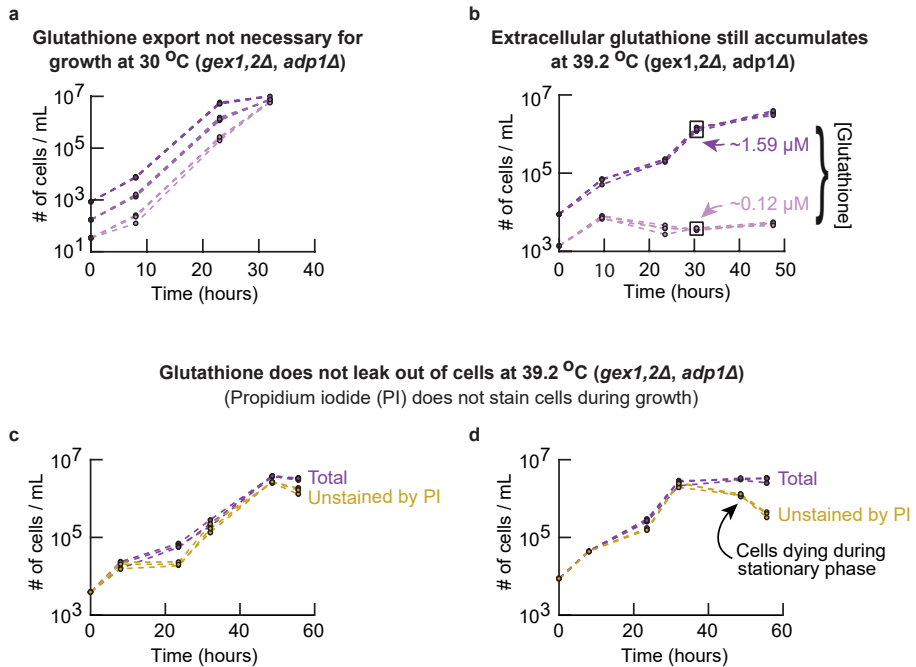 a
Glutathione export not necessary for
growth at 30 ºC (gex1,2Δ, adp1Δ)
# of cells / mL
10⁷
10⁵
10³
10¹
0 10 20 30 40
Time (hours)
b
Extracellular glutathione still accumulates
at 39.2 ºC (gex1,2Δ, adp1Δ)
# of cells / mL
10⁷
10⁵
10³
~1.59 µM
~0.12 µM
[Glutathione]
0 10 20 30 40 50
Time (hours)
Glutathione does not leak out of cells at 39.2 ºC (gex1,2Δ, adp1Δ)
(Propidium iodide (PI) does not stain cells during growth)
c
# of cells / mL
10⁷
10⁵
10³
Total
Unstained by PI
0 20 40 60
Time (hours)
d
# of cells / mL
10⁷
10⁵
10³
Total
Unstained by PI
Cells dying during
stationary phase
0 20 40 60
Time (hours)